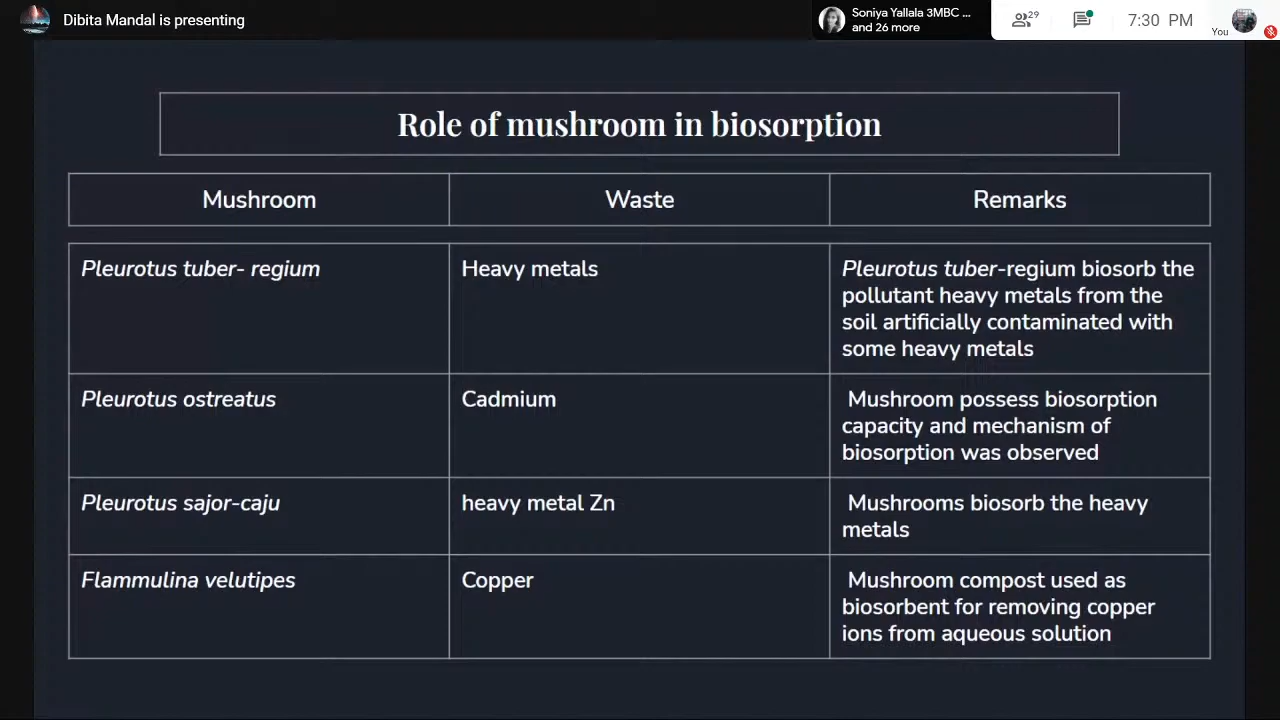 Dibita Mandal is presenting
Soniya Yallala 3MBC ...
and 26 more
29
7:30 PM
You
Role of mushroom in biosorption
Mushroom
Waste
Remarks
Pleurotus tuber- regium
Heavy metals
Pleurotus tuber-regium biosorb the
pollutant heavy metals from the
soil artificially contaminated with
some heavy metals
Pleurotus ostreatus
Cadmium
Mushroom possess biosorption
capacity and mechanism of
biosorption was observed
Pleurotus sajor-caju
heavy metal Zn
Mushrooms biosorb the heavy
metals
Flammulina velutipes
Copper
Mushroom compost used as
biosorbent for removing copper
ions from aqueous solution